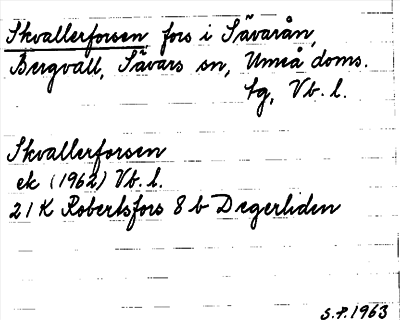 Skvallerforsen fors i Sävarån,
Bergvall, Sävars sn, Umeå doms.
tg, Vb. l.
Skvallerforsen
ek (1962) Vb. l.
21 K Robertsfors 8 b Degerliden
S.P. 1963